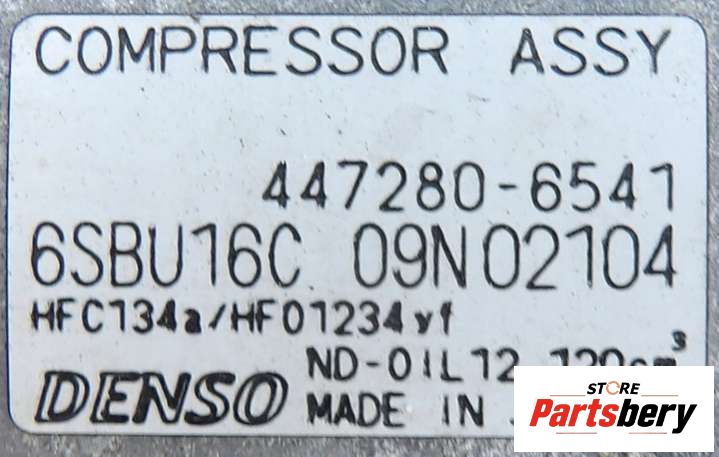 COMPRESSOR ASSY
447280-6541
6SBU16C 09N02104
HFC134a/HFO1234yf
ND-OIL12
DENSO MADE IN
STORE
Partsbery